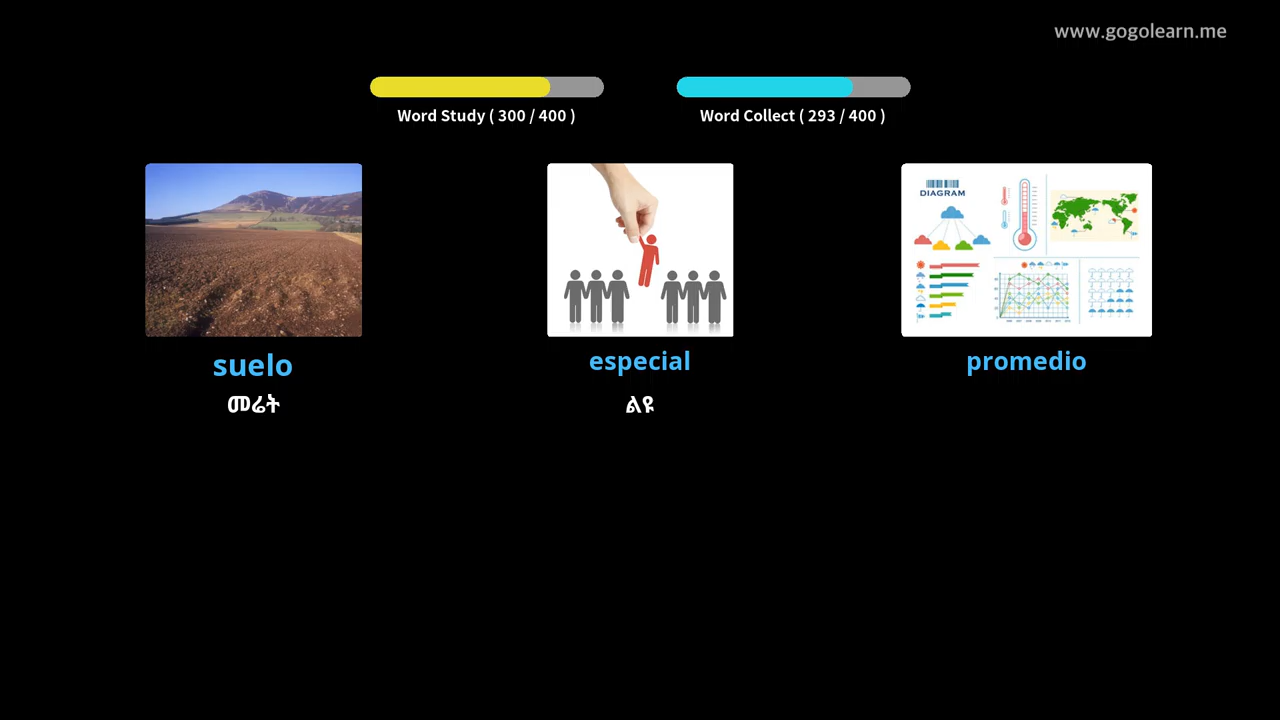 www.gogolearn.me
Word Study ( 300 / 400 )
Word Collect ( 293 / 400 )
DIAGRAM
suelo
especial
promedio
መሬት
ልዩ